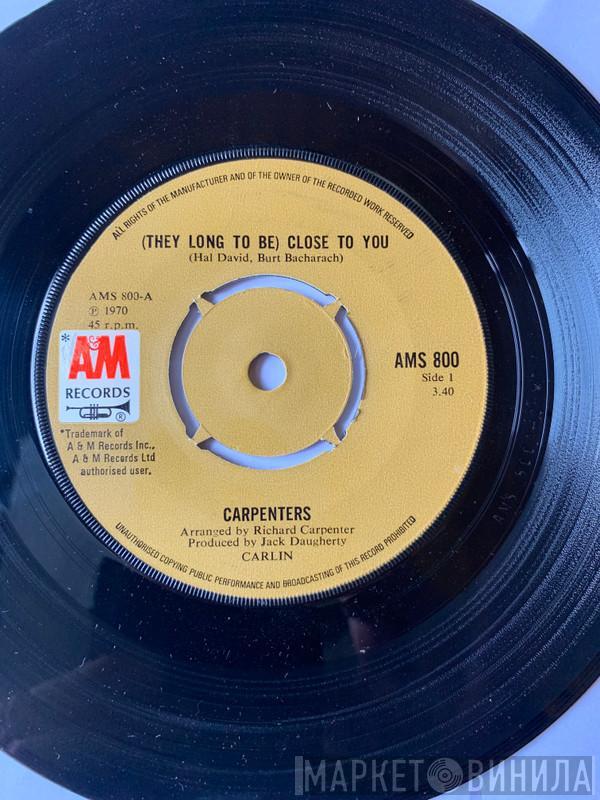 ALL RIGHTS OF THE MANUFACTURER AND OF THE OWNER OF THE RECORDED WORK RESERVED
(THEY LONG TO BE) CLOSE TO YOU
(Hal David, Burt Bacharach)
AMS 800-A
℗ 1970
45 r.p.m.
AMS 800
Side 1
3.40
* A&M
RECORDS
®
*Trademark of
A & M Records Inc.,
A & M Records Ltd
authorised user.
CARPENTERS
Arranged by Richard Carpenter
Produced by Jack Daugherty
CARLIN
UNAUTHORISED COPYING PUBLIC PERFORMANCE AND BROADCASTING OF THIS RECORD PROHIBITED
МАРКЕТ ВИНИЛА